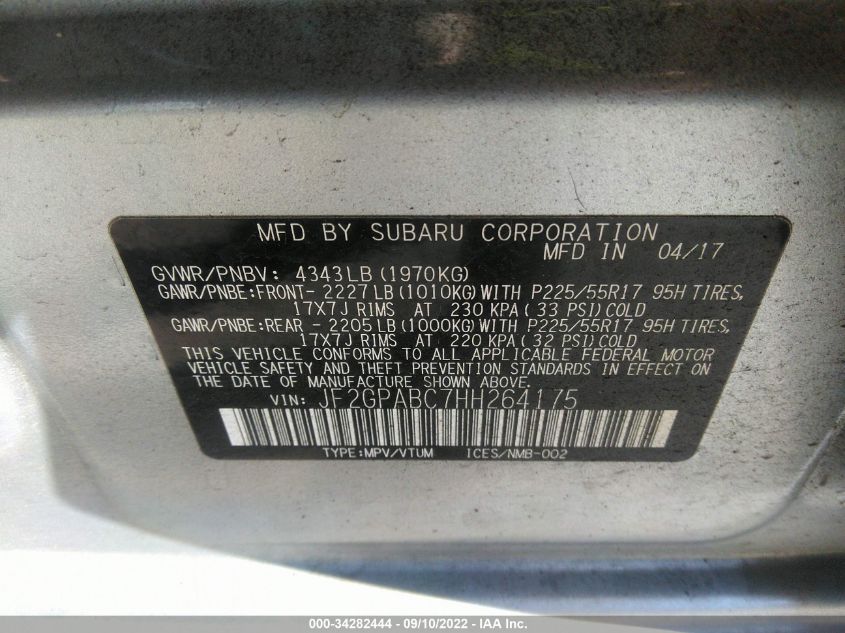 MFD BY SUBARU CORPORATION
MFD IN 04/17
GVWR/PNBV: 4343LB(1970KG)
GAWR/PNBE:FRONT- 2227LB(1010KG)WITH P225/55R17 95H TIRES,
17X7J RIMS AT 230 KPA(33 PSI)COLD
GAWR/PNBE:REAR - 2205LB(1000KG)WITH P225/55R17 95H TIRES,
17X7J RIMS AT 220 KPA(32 PSI)COLD
THIS VEHICLE CONFORMS TO ALL APPLICABLE FEDERAL MOTOR
VEHICLE SAFETY AND THEFT PREVENTION STANDARDS IN EFFECT
ON THE DATE OF MANUFACTURE SHOWN ABOVE.
VIN: JF2GPABC7HH264175
TYPE:MPV/VTUM ICES/NMB-002
000-34282444 - 09/10/2022 - IAA Inc.